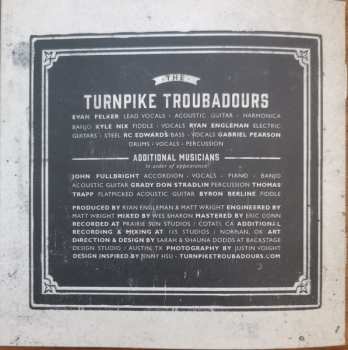 THE
TURNPIKE TROUBADOURS
EVAN FELKER LEAD VOCALS - ACOUSTIC GUITAR - HARMONICA
BANJO KYLE NIX FIDDLE - VOCALS RYAN ENGLEMAN ELECTRIC
GUITARS - STEEL RC EDWARDS BASS - VOCALS GABRIEL PEARSON
DRUMS - VOCALS - PERCUSSION
ADDITIONAL MUSICIANS
in order of appearance
JOHN FULLBRIGHT ACCORDION - VOCALS - PIANO - BANJO
ACOUSTIC GUITAR GRADY DON STRADLIN PERCUSSION THOMAS
TRAPP FLATPICKED ACOUSTIC GUITAR BYRON BERLINE FIDDLE
PRODUCED BY RYAN ENGLEMAN & MATT WRIGHT ENGINEERED BY
MATT WRIGHT MIXED BY WES SHARON MASTERED BY ERIC CONN
RECORDED AT PRAIRIE SUN STUDIOS / COTATI, CA ADDITIONAL
RECORDING & MIXING AT 115 STUDIOS / NORMAN, OK ART
DIRECTION & DESIGN BY SARAH & SHAUNA DODDS AT BACKSTAGE
DESIGN STUDIO / AUSTIN, TX PHOTOGRAPHY BY JUSTIN VOIGHT
DESIGN INSPIRED BY JENNY HSU - TURNPIKETROUBADOURS.COM